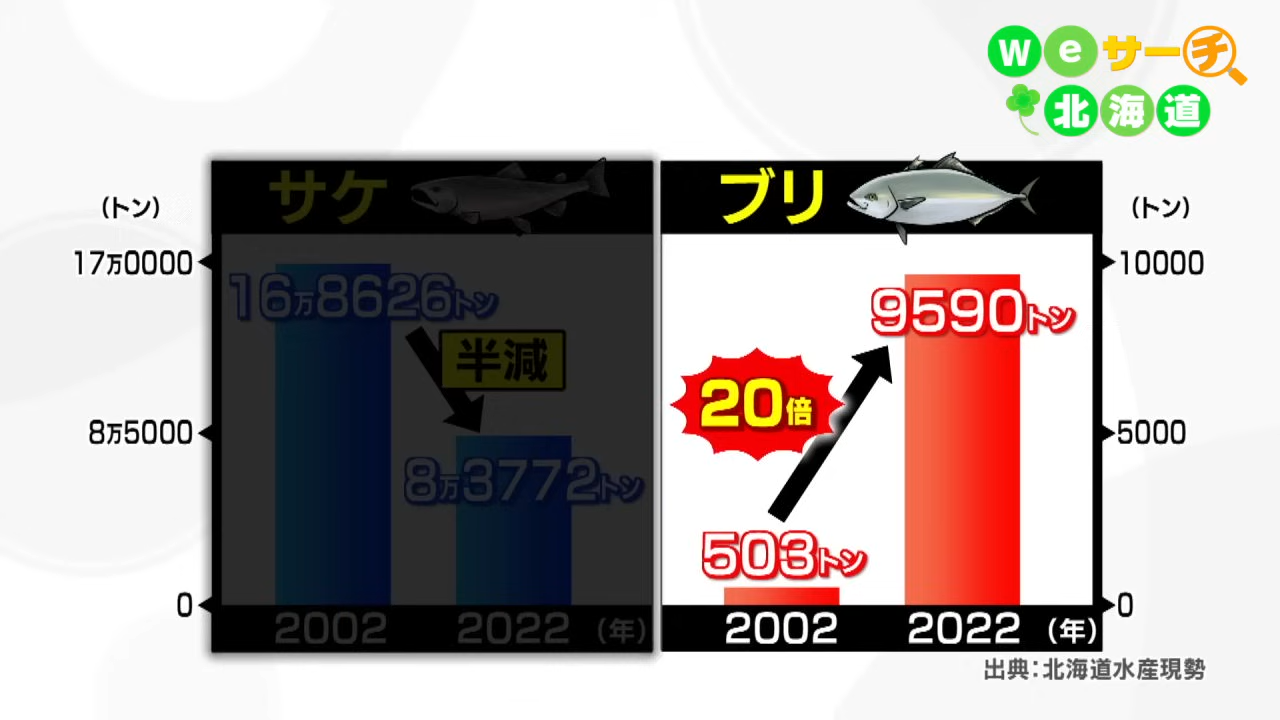 weサーチ
北海道
サケ
ブリ
(トン)
(トン)
17万0000
8万5000
0
16万8626トン
半減
8万3772トン
2002
2022
(年)
10000
5000
0
9590トン
20倍
503トン
2002
2022
(年)
出典:北海道水産現勢